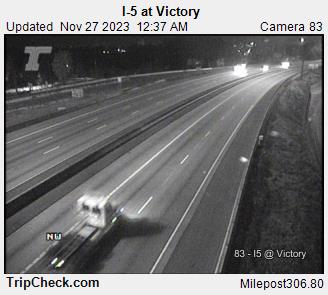 I-5 at Victory
Updated Nov 27 2023 12:37 AM Camera 83
NW
83 - I5 @ Victory
TripCheck.com Milepost306.80